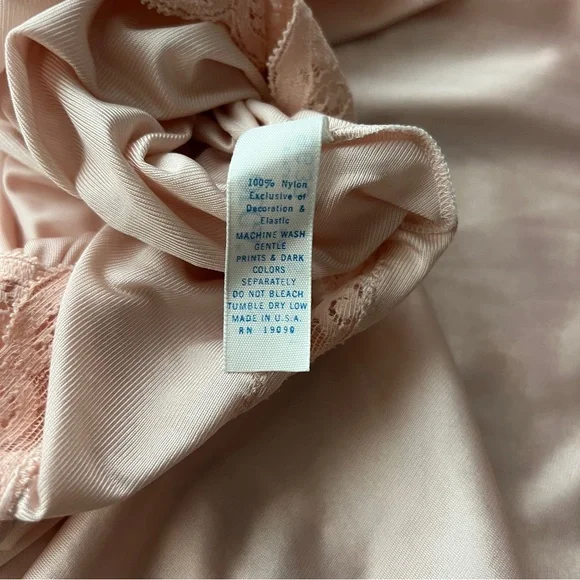 100% Nylon
Exclusive of
Decoration &
Elastic
MACHINE WASH
GENTLE
PRINTS & DARK
COLORS
SEPARATELY
DO NOT BLEACH
TUMBLE DRY LOW
MADE IN U.S.A.
RN 19090